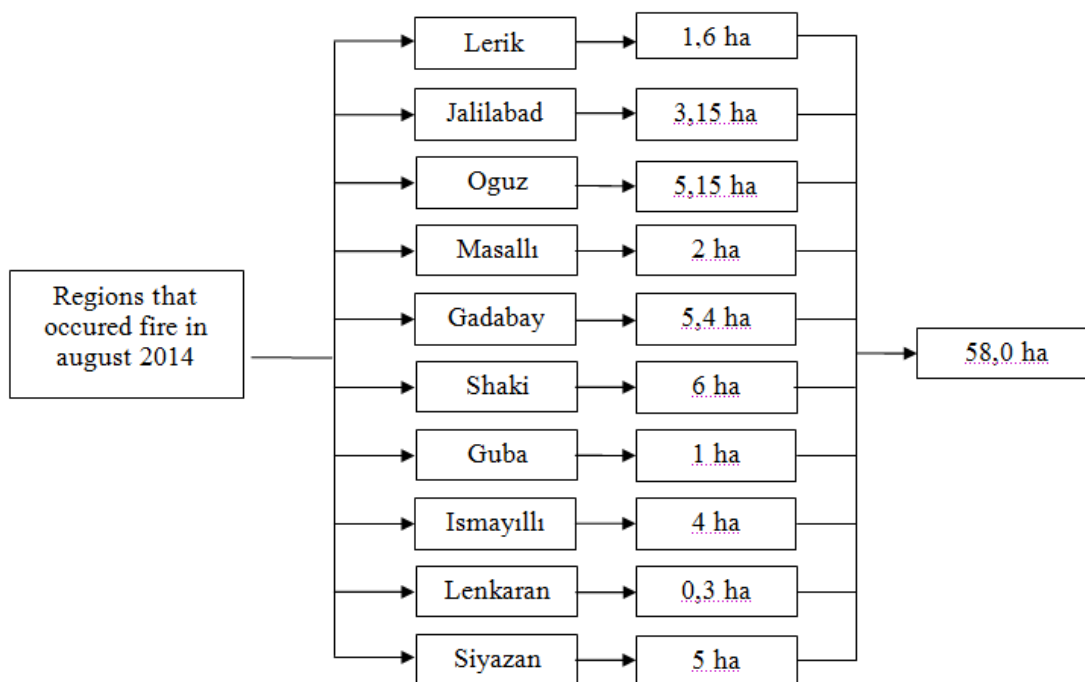 Regions that
occured fire in
august 2014
Lerik
1,6 ha
Jalilabad
3,15 ha
Oguz
5,15 ha
Masallı
2 ha
Gadabay
5,4 ha
Shaki
6 ha
Guba
1 ha
Ismayıllı
4 ha
Lenkaran
0,3 ha
Siyazan
5 ha
58,0 ha